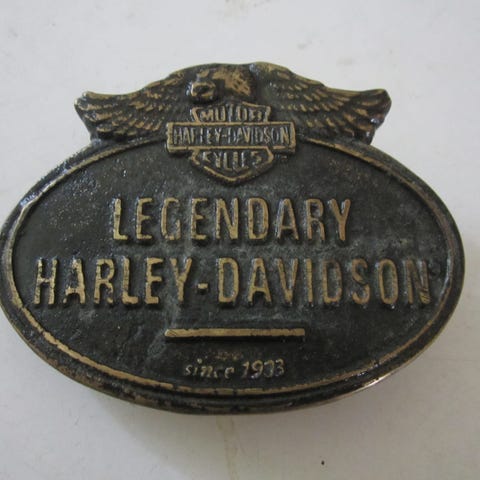 MOTOR
HARLEY-DAVIDSON
CYCLES
LEGENDARY
HARLEY-DAVIDSON
since 1903